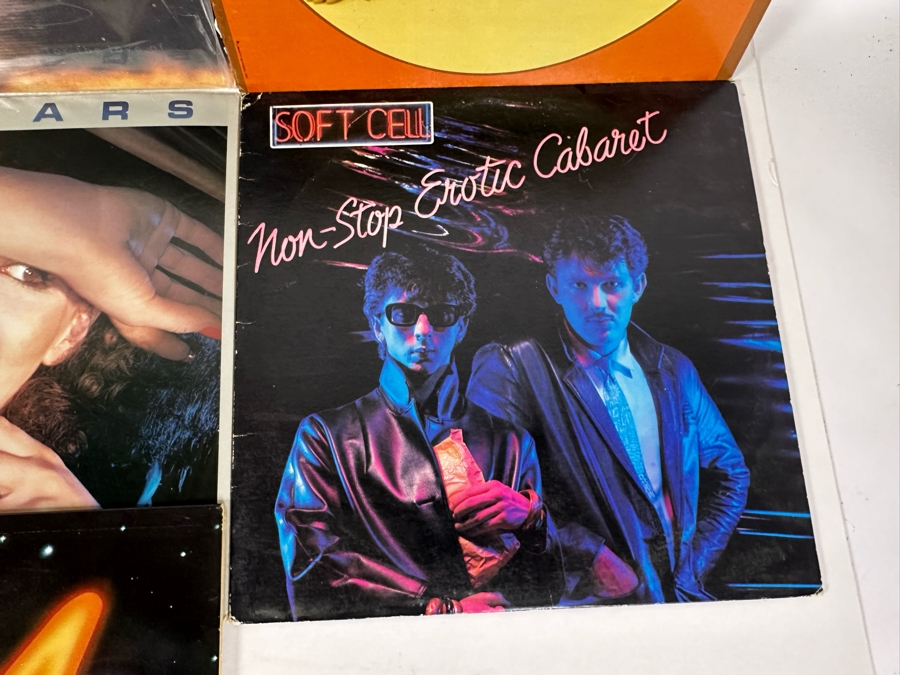 ARS
SOFT CELL
Non-Stop Erotic Cabaret